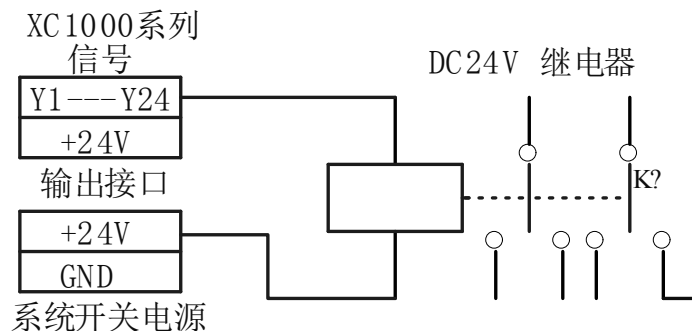 XC1000系列
信号
DC24V 继电器
Y1---Y24
+24V
K?
输出接口
+24V
GND
系统开关电源